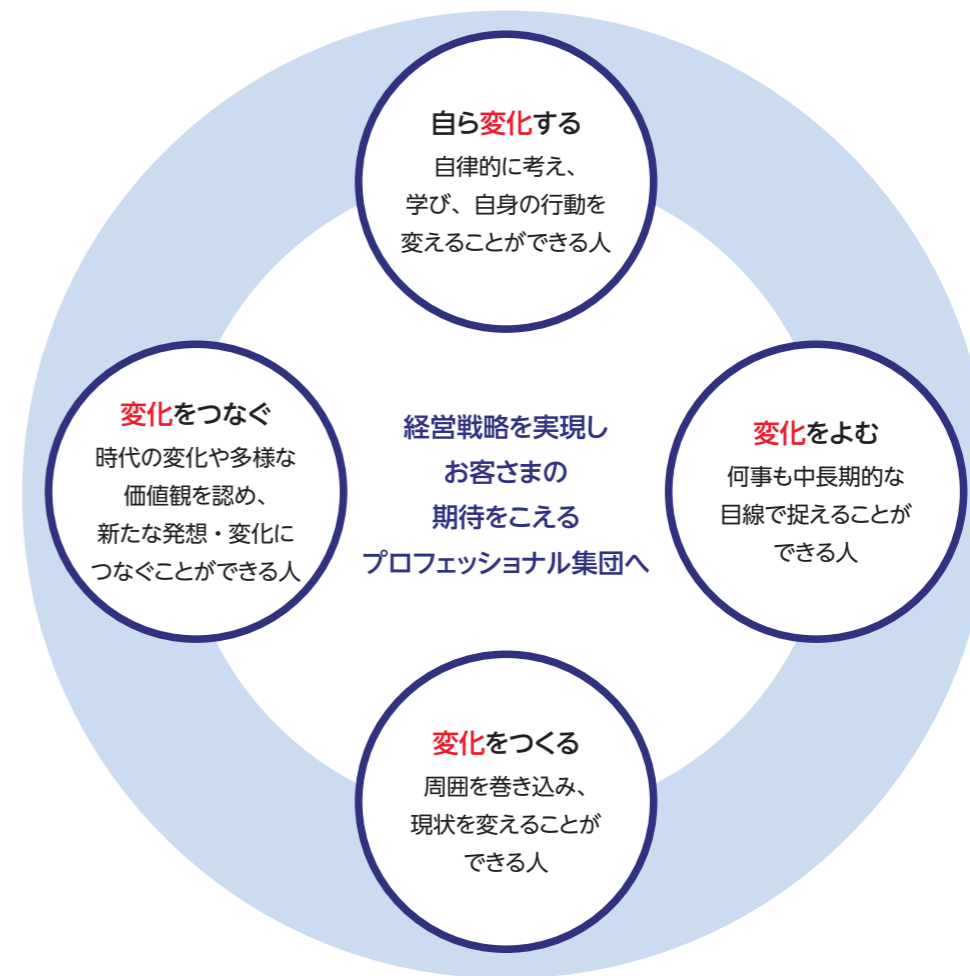 自ら変化する
自律的に考え、
学び、自身の行動を
変えることができる人
変化をつなぐ
時代の変化や多様な
価値観を認め、
新たな発想・変化に
つなぐことができる人
経営戦略を実現し
お客さまの
期待をこえる
プロフェッショナル集団へ
変化をよむ
何事も中長期的な
目線で捉えることが
できる人
変化をつくる
周囲を巻き込み、
現状を変えることが
できる人